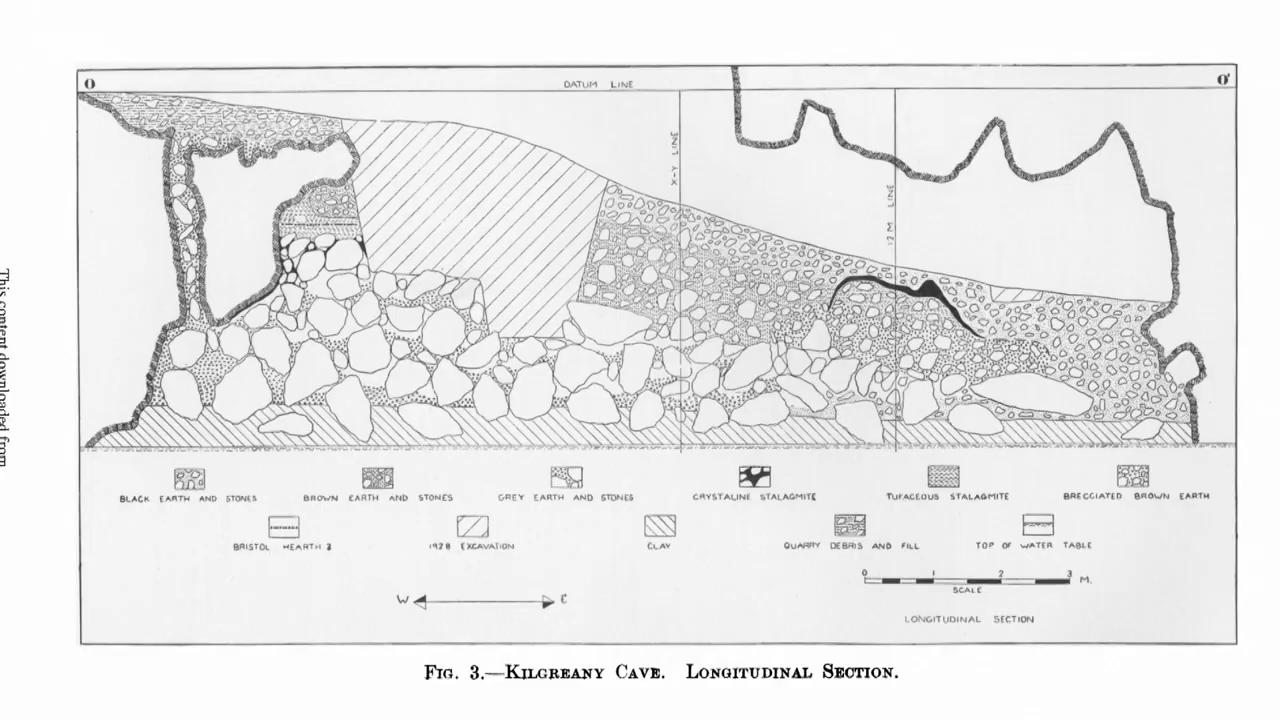 O
DATUM LINE
O'
X-Y LINE
12 M LINE
BLACK EARTH AND STONES
BROWN EARTH AND STONES
GREY EARTH AND STONES
CRYSTALINE STALAGMITE
TUFACEOUS STALAGMITE
BRECCIATED BROWN EARTH
BRISTOL HEARTH 3
1928 EXCAVATION
CLAY
QUARRY DEBRIS AND FILL
TOP OF WATER TABLE
0 1 2 3 M.
SCALE
W E
LONGITUDINAL SECTION
FIG. 3.—KILGREANY CAVE. LONGITUDINAL SECTION.
This content downloaded from